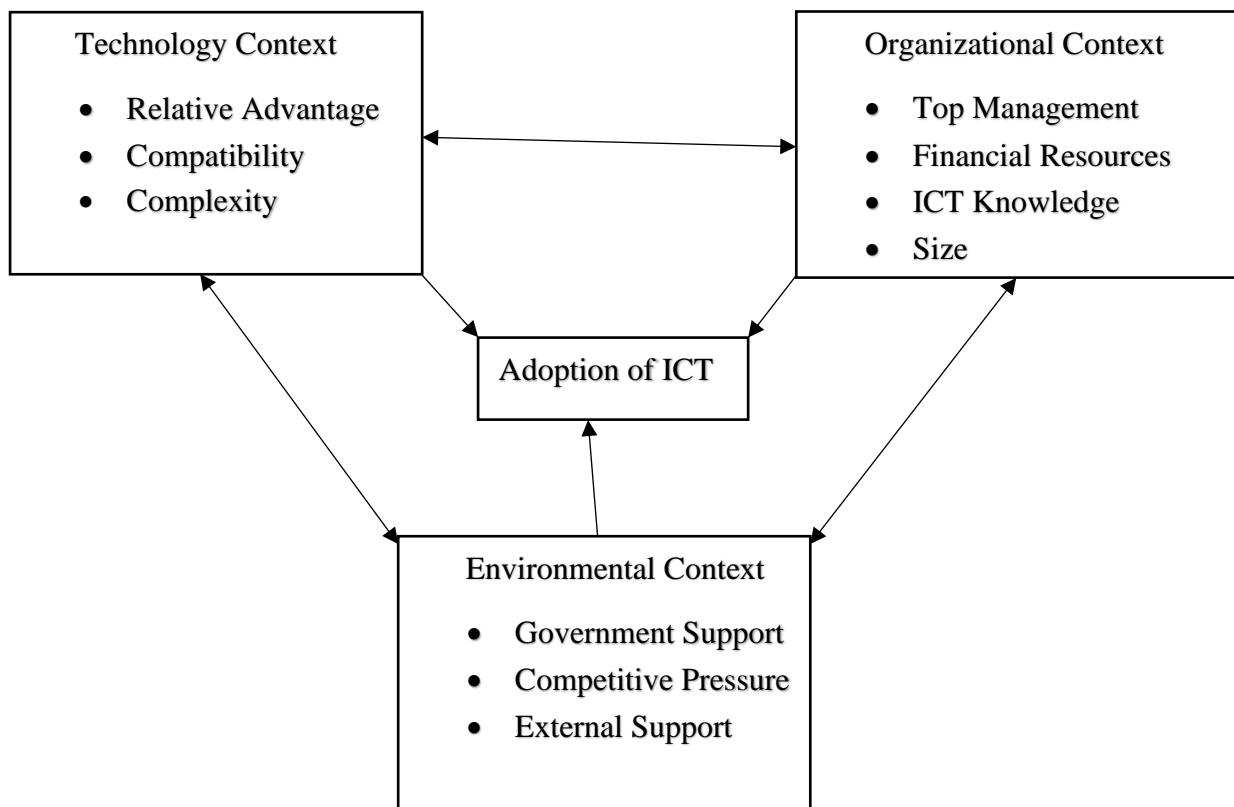 Technology Context
• Relative Advantage
• Compatibility
• Complexity
Organizational Context
• Top Management
• Financial Resources
• ICT Knowledge
• Size
Adoption of ICT
Environmental Context
• Government Support
• Competitive Pressure
• External Support